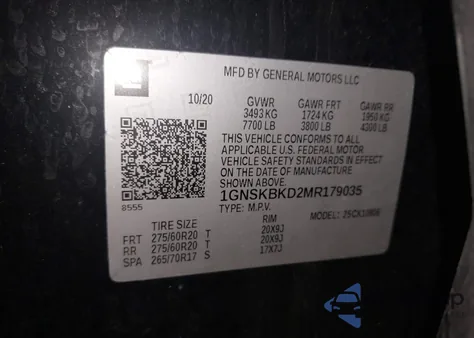 GM
MFD BY GENERAL MOTORS LLC
10/20 GVWR GAWR FRT GAWR RR
3493 KG 1724 KG 1950 KG
7700 LB 3800 LB 4300 LB
THIS VEHICLE CONFORMS TO ALL
APPLICABLE U.S. FEDERAL MOTOR
VEHICLE SAFETY STANDARDS IN EFFECT
ON THE DATE OF MANUFACTURE
SHOWN ABOVE.
1GNSKBKD2MR179035
8555 TYPE: M.P.V. MODEL:
TIRE SIZE RIM
FRT 275/60R20 T 20X9J
RR 275/60R20 T 20X9J
SPA 265/70R17 S 17X7J